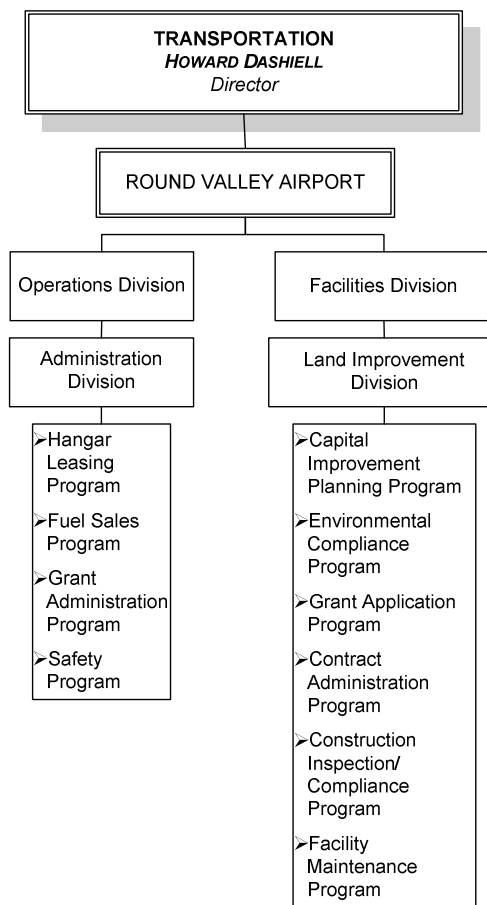 TRANSPORTATION
HOWARD DASHIELL
Director
ROUND VALLEY AIRPORT
Operations Division
Administration
Division
➢Hangar
Leasing
Program
➢Fuel Sales
Program
➢Grant
Administration
Program
➢Safety
Program
Facilities Division
Land Improvement
Division
➢Capital
Improvement
Planning Program
➢Environmental
Compliance
Program
➢Grant Application
Program
➢Contract
Administration
Program
➢Construction
Inspection/
Compliance
Program
➢Facility
Maintenance
Program